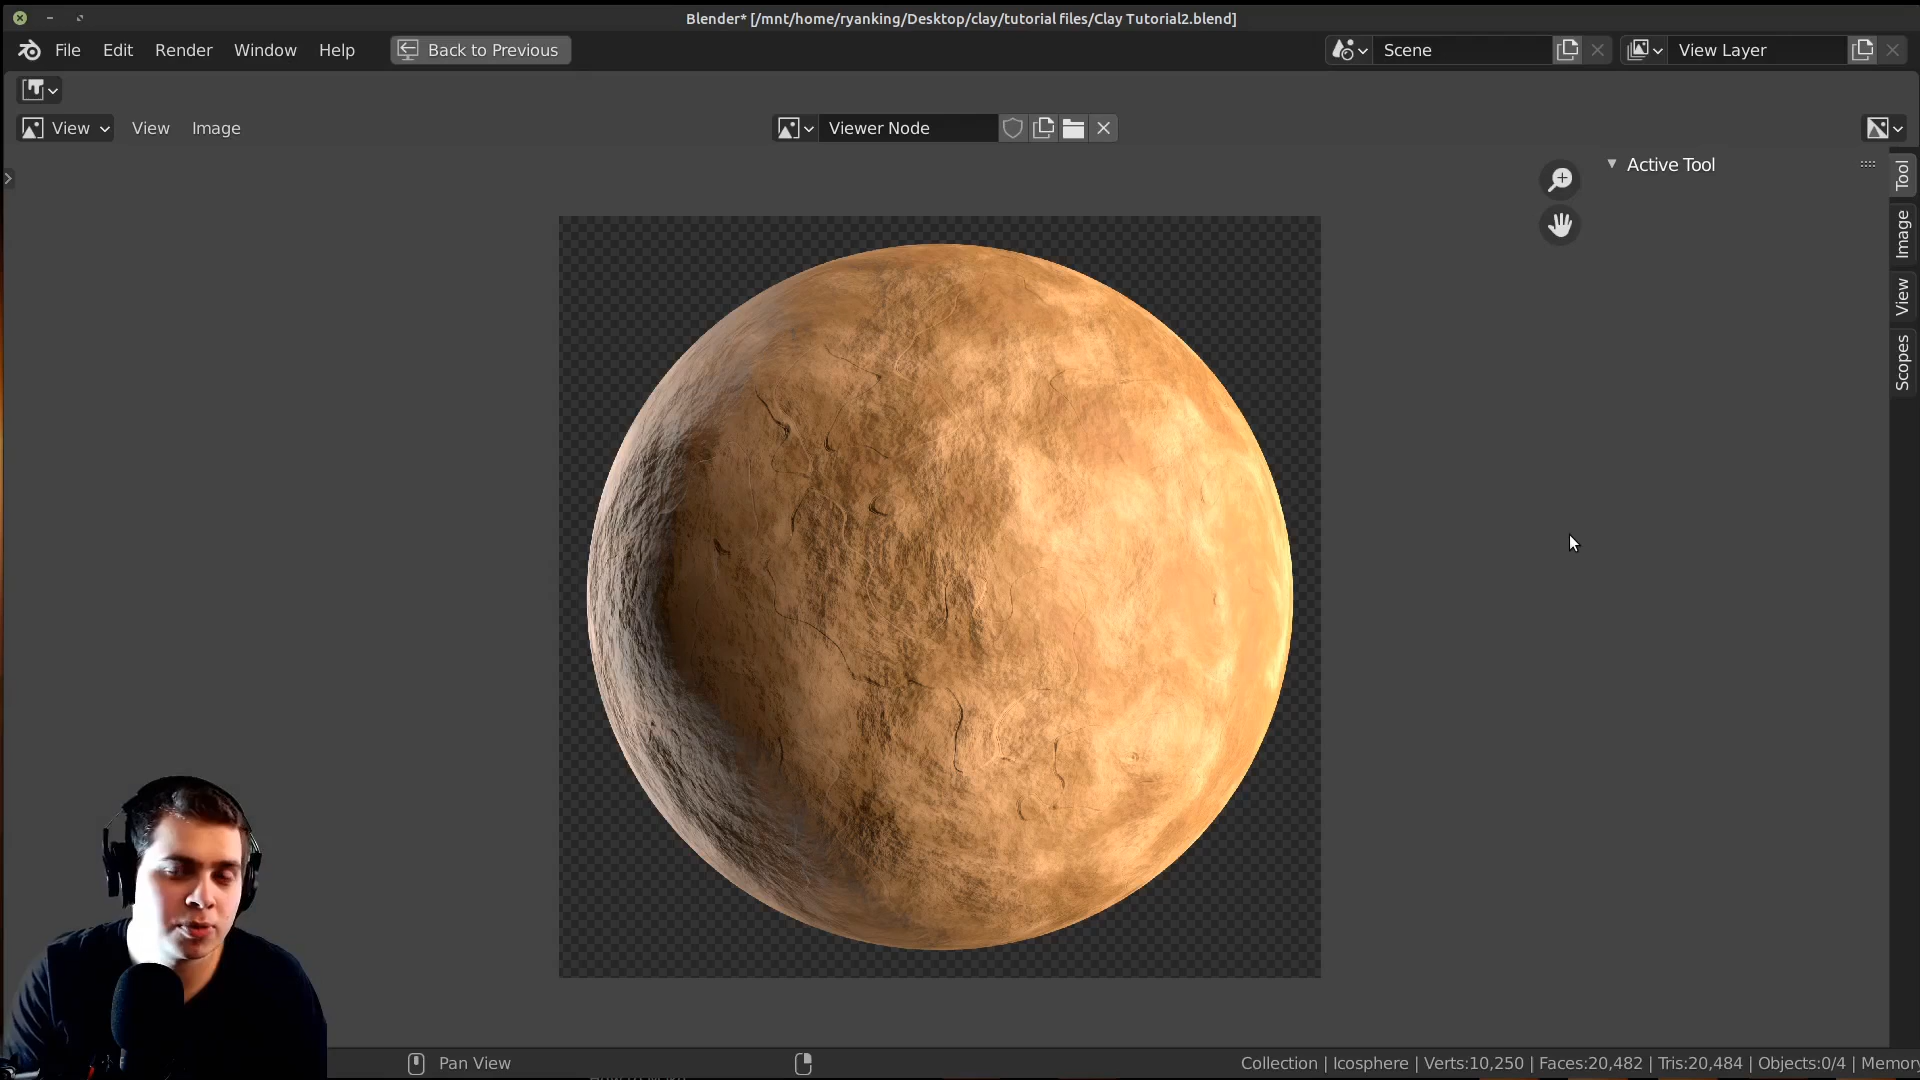 Blender* [/mnt/home/ryanking/Desktop/clay/tutorial files/Clay Tutorial2.blend]
File Edit Render Window Help Back to Previous Scene View Layer
View View Image Viewer Node
Active Tool
Tool
Image
View
Scopes
Pan View Collection | Icosphere | Verts:10,250 | Faces:20,482 | Tris:20,484 | Objects:0/4 | Memory